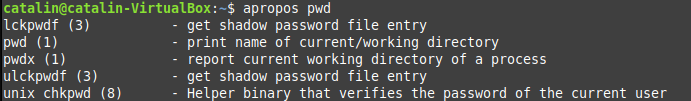 catalin@catalin-VirtualBox:~$ apropos pwd
lckpwdf (3)          - get shadow password file entry
pwd (1)              - print name of current/working directory
pwdx (1)             - report current working directory of a process
ulckpwdf (3)         - get shadow password file entry
unix_chkpwd (8)      - Helper binary that verifies the password of the current user